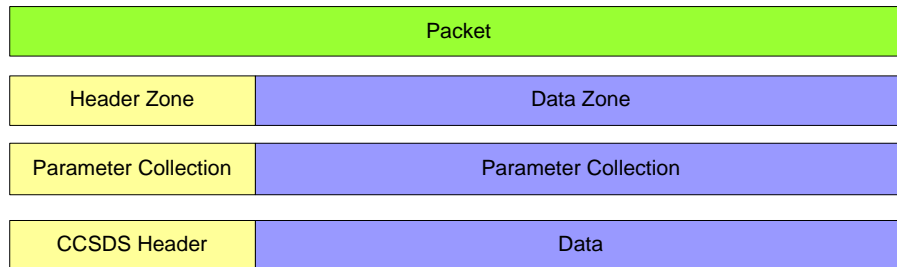 Packet
Header Zone
Data Zone
Parameter Collection
Parameter Collection
CCSDS Header
Data